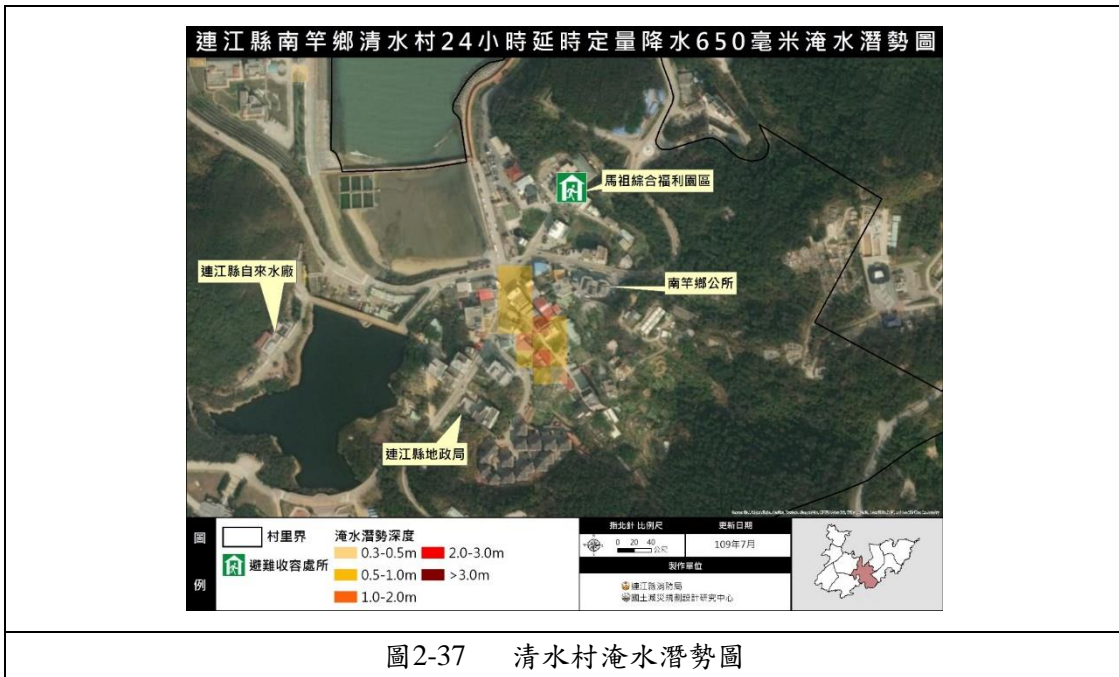 連江縣南竿鄉清水村24小時延時定量降水650毫米淹水潛勢圖
馬祖綜合福利園區
連江縣自來水廠
南竿鄉公所
連江縣地政局
圖例
村里界
避難收容處所
淹水潛勢深度
0.3-0.5m
0.5-1.0m
1.0-2.0m
2.0-3.0m
>3.0m
指北針 比例尺
0 20 40
公尺
更新日期
109年7月
製作單位
連江縣消防局
國土減災規劃設計研究中心
圖2-37 清水村淹水潛勢圖